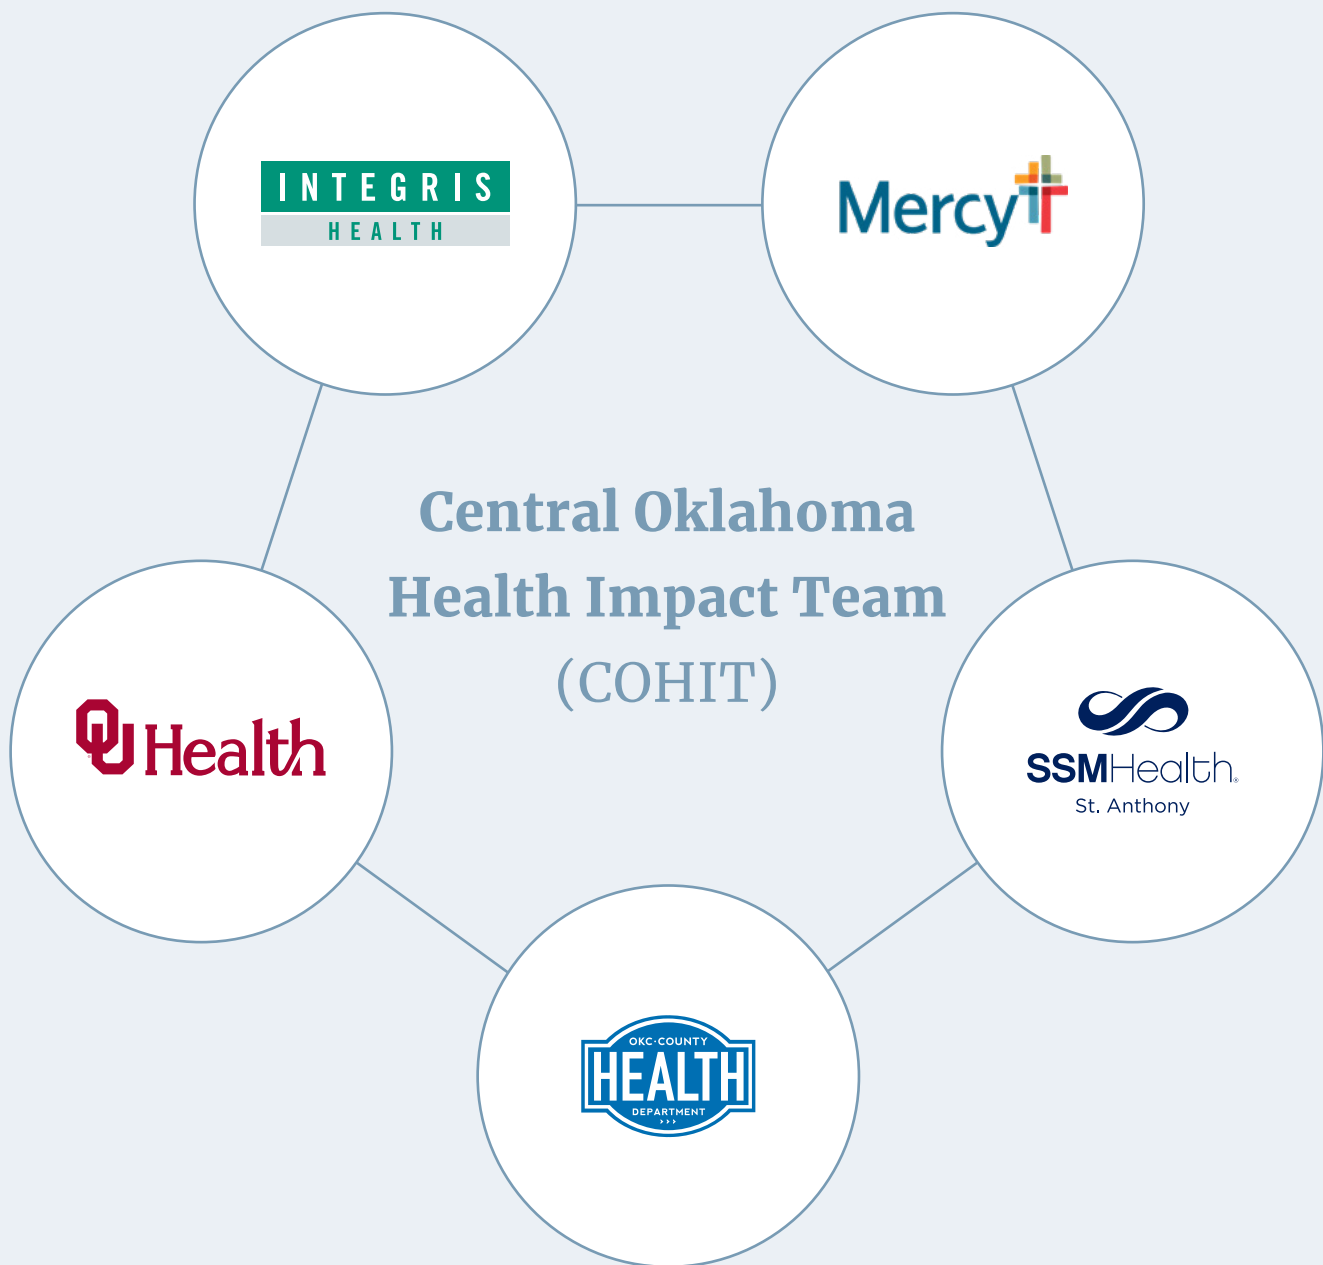 INTEGRIS
HEALTH
Mercy
Central Oklahoma
Health Impact Team
(COHIT)
OU Health
SSMHealth®
St. Anthony
OKC·COUNTY
HEALTH
DEPARTMENT
›››